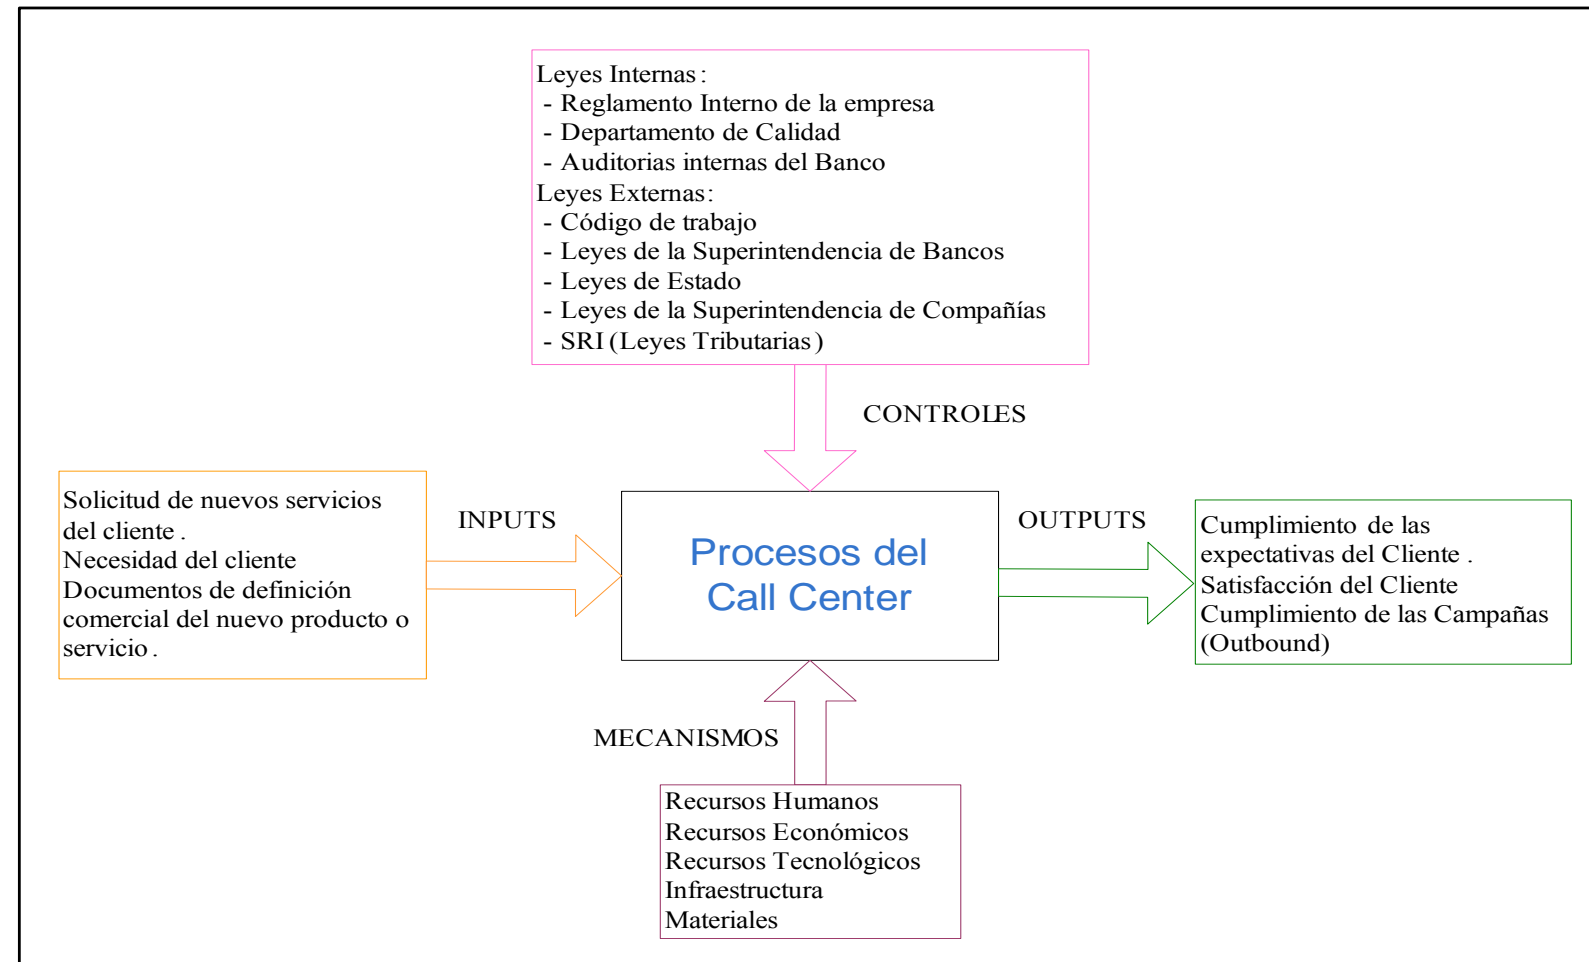 Leyes Internas:
- Reglamento Interno de la empresa
- Departamento de Calidad
- Auditorias internas del Banco
Leyes Externas:
- Código de trabajo
- Leyes de la Superintendencia de Bancos
- Leyes de Estado
- Leyes de la Superintendencia de Compañías
- SRI (Leyes Tributarias)
CONTROLES
Solicitud de nuevos servicios
del cliente.
Necesidad del cliente
Documentos de definición
comercial del nuevo producto o
servicio.
INPUTS
Procesos del
Call Center
OUTPUTS
Cumplimiento de las
expectativas del Cliente.
Satisfacción del Cliente
Cumplimiento de las Campañas
(Outbound)
MECANISMOS
Recursos Humanos
Recursos Económicos
Recursos Tecnológicos
Infraestructura
Materiales